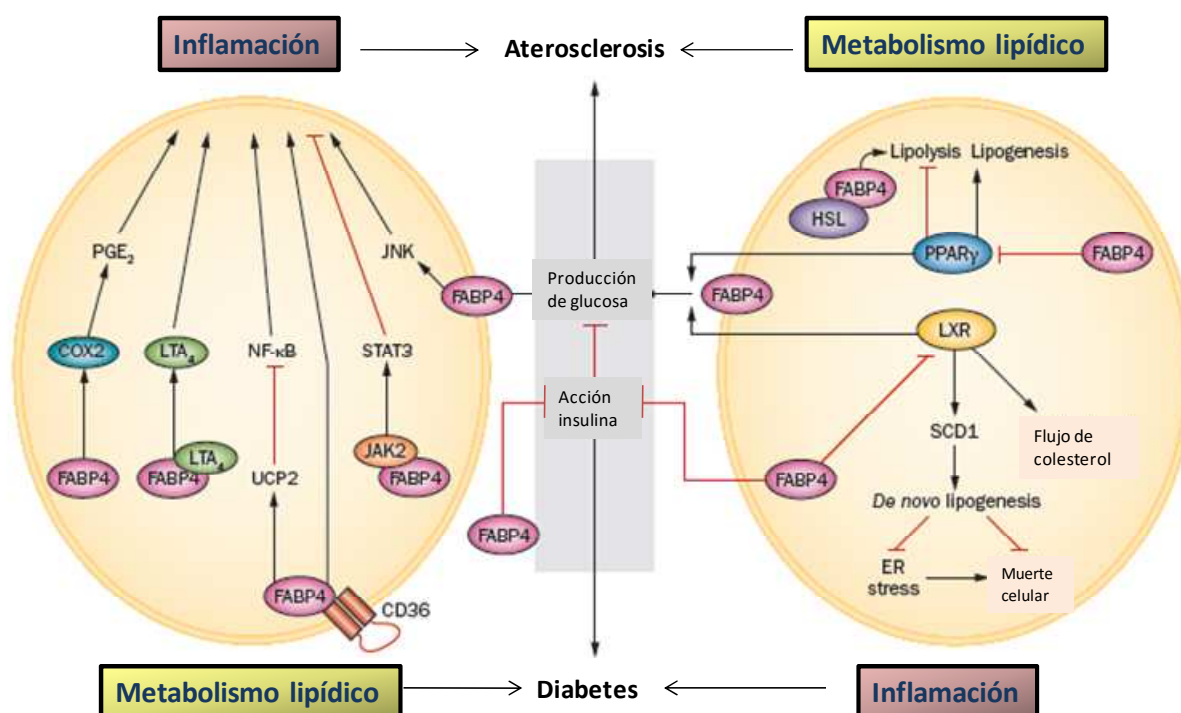 Inflamación
Aterosclerosis
Metabolismo lipídico
PGE2
COX2
FABP4
LTA4
FABP4
LTA4
NF-κB
UCP2
FABP4
CD36
STAT3
JAK2
FABP4
JNK
FABP4
Producción
de glucosa
Acción
insulina
FABP4
Lipolysis Lipogenesis
FABP4
HSL
PPARγ
FABP4
FABP4
LXR
FABP4
SCD1
Flujo de
colesterol
De novo lipogenesis
ER
stress
Muerte
celular
Metabolismo lipídico
Diabetes
Inflamación